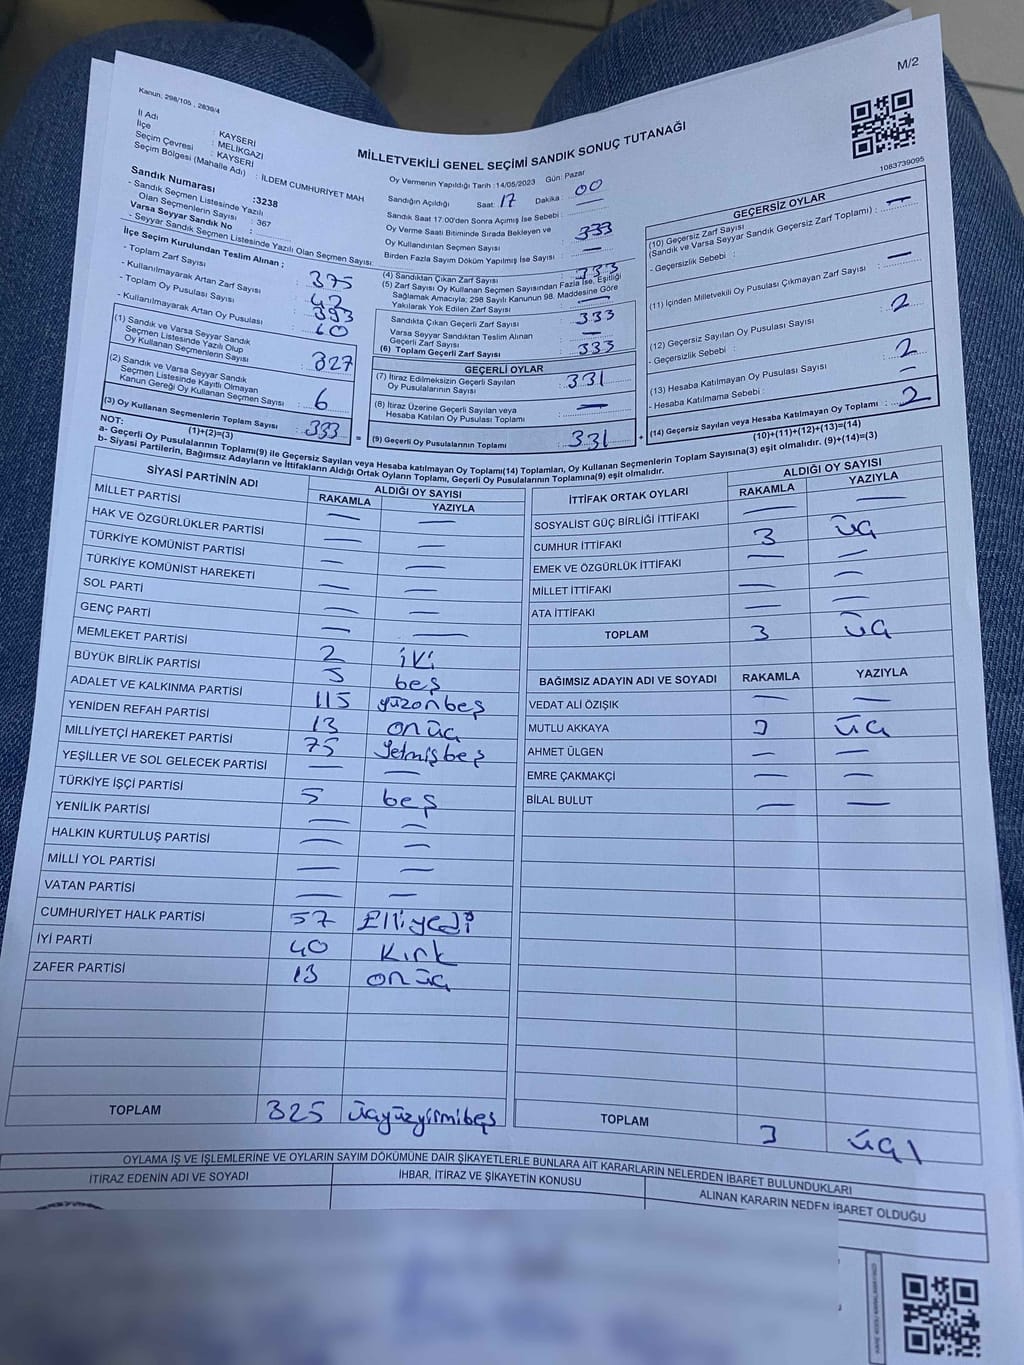 M/2
Kanun, 298/105 , 2839/4
MİLLETVEKİLİ GENEL SEÇİMİ SANDIK SONUÇ TUTANAĞI
1083739095
İl Adı : KAYSERİ
İlçe : MELİKGAZİ
Seçim Çevresi : KAYSERİ
Seçim Bölgesi (Mahalle Adı) : İLDEM CUMHURİYET MAH
Sandık Numarası :3238
- Sandık Seçmen Listesinde Yazılı
Olan Seçmenlerin Sayısı : 367
Varsa Seyyar Sandık No :
- Seyyar Sandık Seçmen Listesinde Yazılı Olan Seçmen Sayısı:
İlçe Seçim Kurulundan Teslim Alınan ;
- Toplam Zarf Sayısı : 375
- Kullanılmayarak Artan Zarf Sayısı : 42
- Toplam Oy Pusulası Sayısı : 393
- Kullanılmayarak Artan Oy Pusulası : 60
(1) Sandık ve Varsa Seyyar Sandık
Seçmen Listesinde Yazılı Olup
Oy Kullanan Seçmenlerin Sayısı : 327
(2) Sandık ve Varsa Seyyar Sandık
Seçmen Listesinde Kayıtlı Olmayan
Kanun Gereği Oy Kullanan Seçmen Sayısı : 6
(3) Oy Kullanan Seçmenlerin Toplam Sayısı : 333
(1)+(2)=(3)
Oy Vermenin Yapıldığı Tarih :14/05/2023 Gün: Pazar
Sandığın Açıldığı Saat: 17 Dakika : 00
Sandık Saat 17.00'den Sonra Açımış İse Sebebi : —
Oy Verme Saati Bitiminde Sırada Bekleyen ve
Oy Kullandırılan Seçmen Sayısı : 333
Birden Fazla Sayım Döküm Yapılmış İse Sayısı : —
(4) Sandıktan Çıkan Zarf Sayısı : 333
(5) Zarf Sayısı Oy Kullanan Seçmen Sayısından Fazla İse, Eşitliği
Sağlamak Amacıyla, 298 Sayılı Kanunun 98. Maddesine Göre
Yakılarak Yok Edilen Zarf Sayısı : —
Sandıkta Çıkan Geçerli Zarf Sayısı : 333
Varsa Seyyar Sandıktan Teslim Alınan
Geçerli Zarf Sayısı : —
(6) Toplam Geçerli Zarf Sayısı : 333
GEÇERLİ OYLAR
(7) İtiraz Edilmeksizin Geçerli Sayılan
Oy Pusulalarının Sayısı : 331
(8) İtiraz Üzerine Geçerli Sayılan veya
Hesaba Katılan Oy Pusulası Toplamı : —
= (9) Geçerli Oy Pusulalarının Toplamı : 331
GEÇERSİZ OYLAR
(10) Geçersiz Zarf Sayısı
(Sandık ve Varsa Seyyar Sandık Geçersiz Zarf Toplamı) : —
- Geçersizlik Sebebi :
(11) İçinden Milletvekili Oy Pusulası Çıkmayan Zarf Sayısı : —
(12) Geçersiz Sayılan Oy Pusulası Sayısı : 2
- Geçersizlik Sebebi :
(13) Hesaba Katılmayan Oy Pusulası Sayısı : 2
- Hesaba Katılmama Sebebi : —
+ (14) Geçersiz Sayılan veya Hesaba Katılmayan Oy Toplamı : 2
(10)+(11)+(12)+(13)=(14)
NOT:
a- Geçerli Oy Pusulalarının Toplamı(9) ile Geçersiz Sayılan veya Hesaba katılmayan Oy Toplamı(14) Toplamları, Oy Kullanan Seçmenlerin Toplam Sayısına(3) eşit olmalıdır. (9)+(14)=(3)
b- Siyasi Partilerin, Bağımsız Adayların ve İttifakların Aldığı Ortak Oyların Toplamı, Geçerli Oy Pusulalarının Toplamına(9) eşit olmalıdır.
SİYASİ PARTİNİN ADI ALDIĞI OY SAYISI
RAKAMLA YAZIYLA
MİLLET PARTİSİ — —
HAK VE ÖZGÜRLÜKLER PARTİSİ — —
TÜRKİYE KOMÜNİST PARTİSİ — —
TÜRKİYE KOMÜNİST HAREKETİ — —
SOL PARTİ — —
GENÇ PARTİ — —
MEMLEKET PARTİSİ 2 iki
BÜYÜK BİRLİK PARTİSİ 5 beş
ADALET VE KALKINMA PARTİSİ 115 yüzonbeş
YENİDEN REFAH PARTİSİ 13 onüç
MİLLİYETÇİ HAREKET PARTİSİ 75 Yetmişbeş
YEŞİLLER VE SOL GELECEK PARTİSİ — —
TÜRKİYE İŞÇİ PARTİSİ 5 beş
YENİLİK PARTİSİ — —
HALKIN KURTULUŞ PARTİSİ — —
MİLLİ YOL PARTİSİ — —
VATAN PARTİSİ — —
CUMHURİYET HALK PARTİSİ 57 Elliyedi
İYİ PARTİ 40 Kırk
ZAFER PARTİSİ 13 onüç
TOPLAM 325 üçyüzyirmibeş
İTTİFAK ORTAK OYLARI ALDIĞI OY SAYISI
RAKAMLA YAZIYLA
SOSYALİST GÜÇ BİRLİĞİ İTTİFAKI — —
CUMHUR İTTİFAKI 3 üç
EMEK VE ÖZGÜRLÜK İTTİFAKI — —
MİLLET İTTİFAKI — —
ATA İTTİFAKI — —
TOPLAM 3 üç
BAĞIMSIZ ADAYIN ADI VE SOYADI RAKAMLA YAZIYLA
VEDAT ALİ ÖZIŞIK — —
MUTLU AKKAYA 3 üç
AHMET ÜLGEN — —
EMRE ÇAKMAKÇİ — —
BİLAL BULUT — —
TOPLAM 3 üç
OYLAMA İŞ VE İŞLEMLERİNE VE OYLARIN SAYIM DÖKÜMÜNE DAİR ŞİKAYETLERLE BUNLARA AİT KARARLARIN NELERDEN İBARET BULUNDUKLARI
İTİRAZ EDENİN ADI VE SOYADI İHBAR, İTİRAZ VE ŞİKAYETİN KONUSU ALINAN KARARIN NEDEN İBARET OLDUĞU